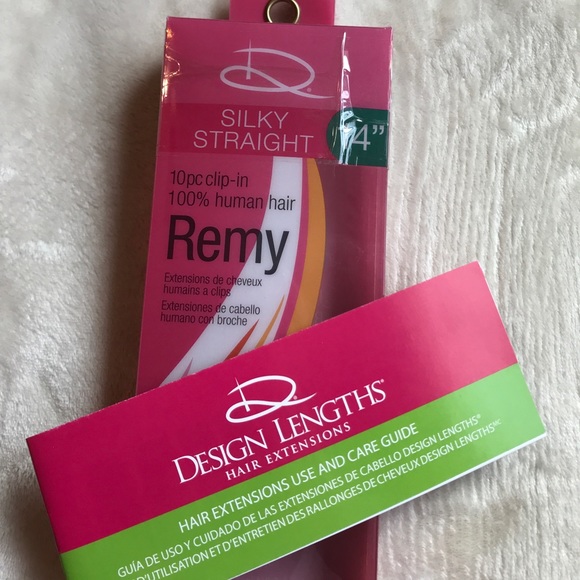 SILKY
STRAIGHT
4”
10pc clip-in
100% human hair
Remy
Extensions de cheveux
humains a clips
Extensiones de cabello
humano con broche
DESIGN LENGTHS®
HAIR EXTENSIONS
HAIR EXTENSIONS USE AND CARE GUIDE
GUÍA DE USO Y CUIDADO DE LAS EXTENSIONES DE CABELLO DESIGN LENGTHS®
D'UTILISATION ET D'ENTRETIEN DES RALLONGES DE CHEVEUX DESIGN LENGTHSMC